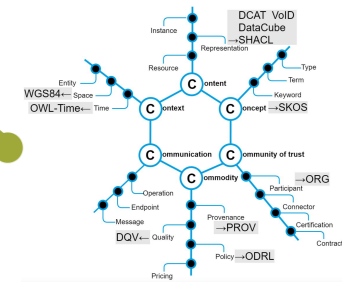 DCAT VoID
DataCube
→SHACL
Instance
Representation
Resource
Content
Type
Term
Keyword
Concept →SKOS
Entity
WGS84← Space
OWL-Time← Time
Context
Communication
Operation
Endpoint
Message
Community of trust
→ORG
Participant
Connector
Certification
Contract
Commodity
Provenance
→PROV
DQV← Quality
Policy→ODRL
Pricing